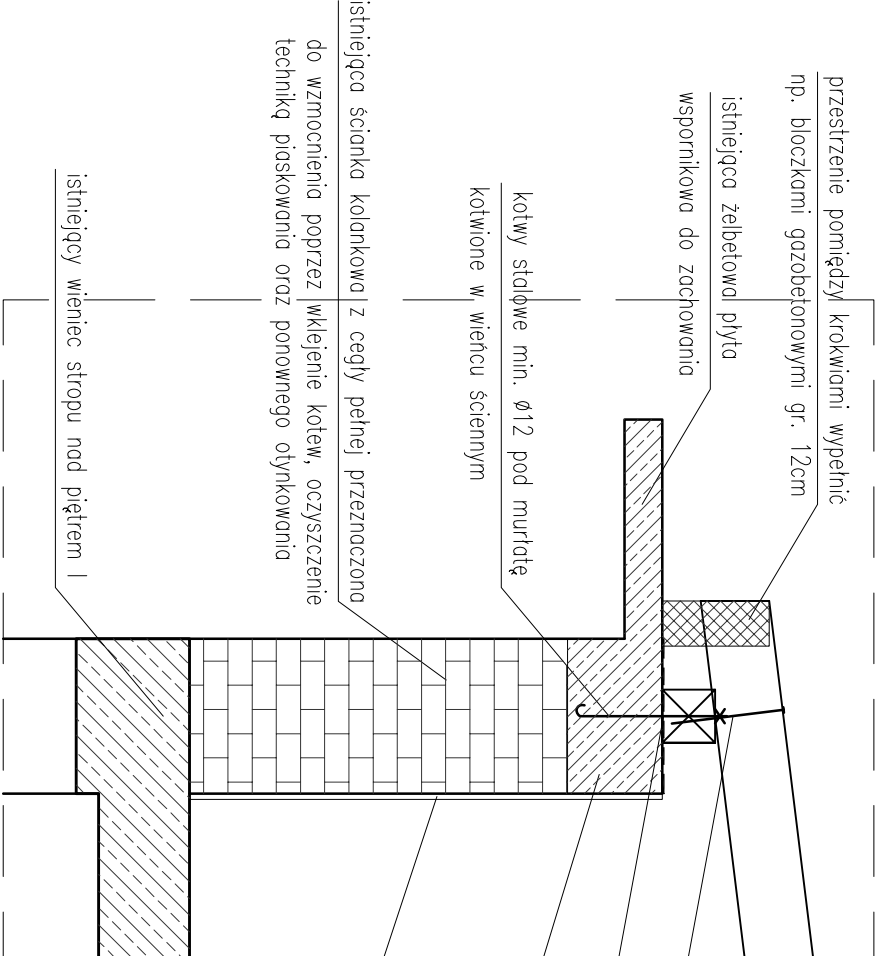 przestrzenie pomiędzy krokwiami wypełnić
np. bloczkami gazobetonowymi gr. 12cm
istniejąca żelbetowa płyta
wspornikowa do zachowania
kotwy stalowe min. ø12 pod murłatę
kotwione w wieńcu ściennym
istniejąca ścianka kolankowa z cegły pełnej przeznaczona
do wzmocnienia poprzez wklejenie kotew, oczyszczenie
techniką piaskowania oraz ponownego otynkowania
istniejący wieniec stropu nad piętrem I